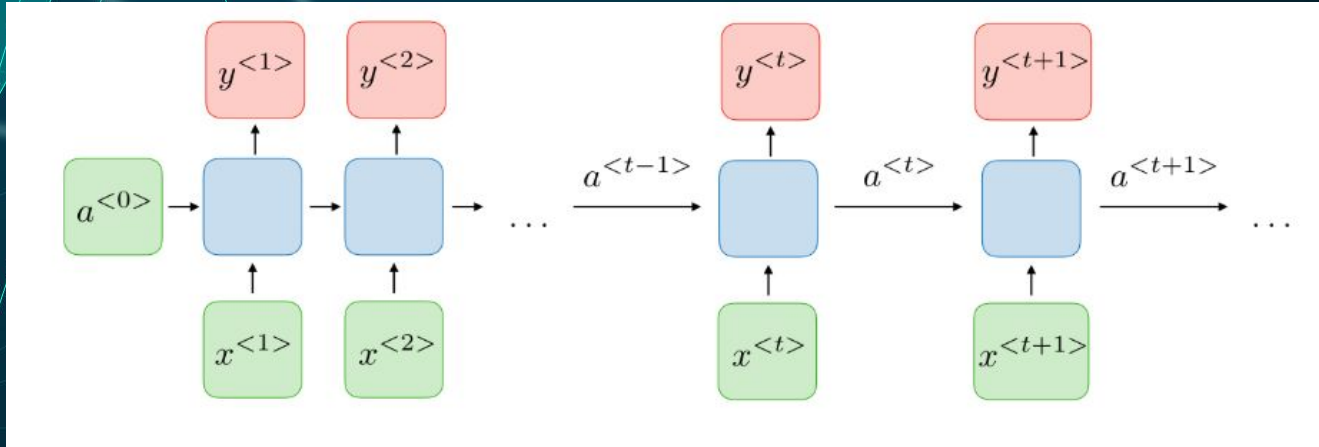 y<1> y<2> y<t> y<t+1>
a<0> ... a<t-1> a<t> a<t+1> ...
x<1> x<2> x<t> x<t+1>